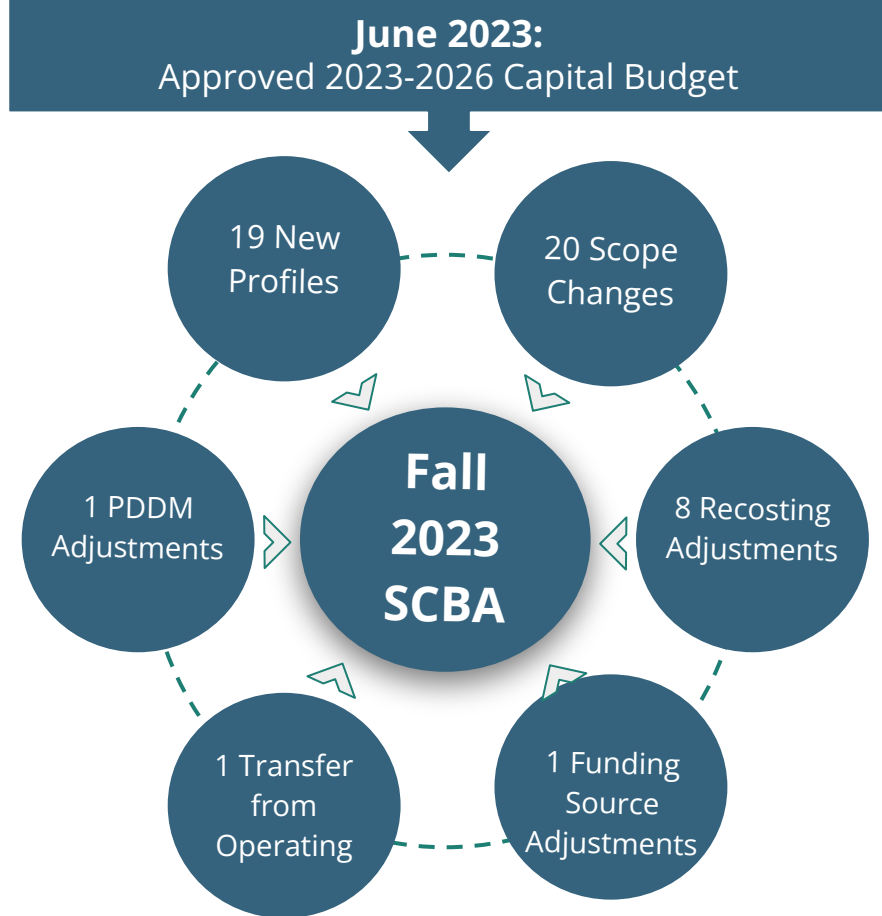 June 2023:
Approved 2023-2026 Capital Budget
19 New
Profiles
20 Scope
Changes
1 PDDM
Adjustments
Fall
2023
SCBA
8 Recosting
Adjustments
1 Transfer
from
Operating
1 Funding
Source
Adjustments